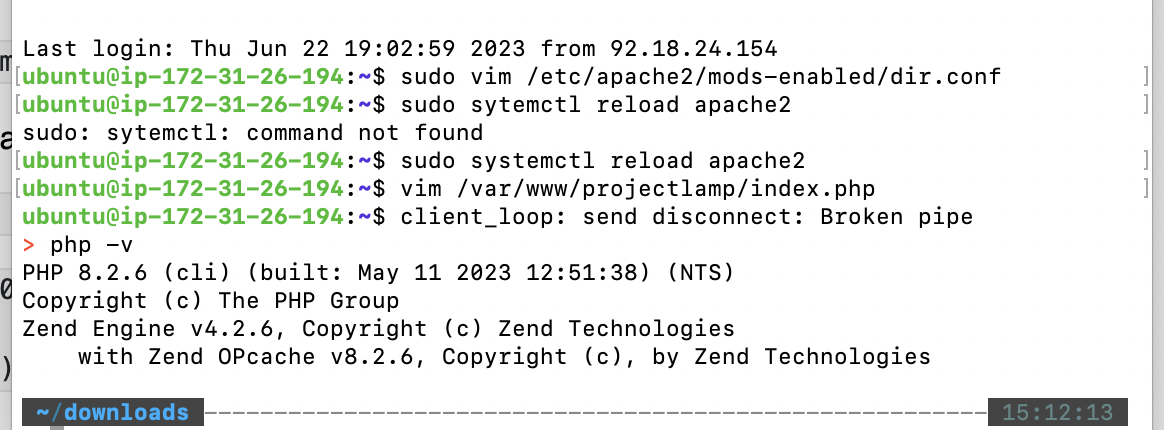 Last login: Thu Jun 22 19:02:59 2023 from 92.18.24.154
[ubuntu@ip-172-31-26-194:~$ sudo vim /etc/apache2/mods-enabled/dir.conf ]
[ubuntu@ip-172-31-26-194:~$ sudo sytemctl reload apache2 ]
sudo: sytemctl: command not found
[ubuntu@ip-172-31-26-194:~$ sudo systemctl reload apache2 ]
[ubuntu@ip-172-31-26-194:~$ vim /var/www/projectlamp/index.php ]
ubuntu@ip-172-31-26-194:~$ client_loop: send disconnect: Broken pipe
> php -v
PHP 8.2.6 (cli) (built: May 11 2023 12:51:38) (NTS)
Copyright (c) The PHP Group
Zend Engine v4.2.6, Copyright (c) Zend Technologies
    with Zend OPcache v8.2.6, Copyright (c), by Zend Technologies
~/downloads 15:12:13